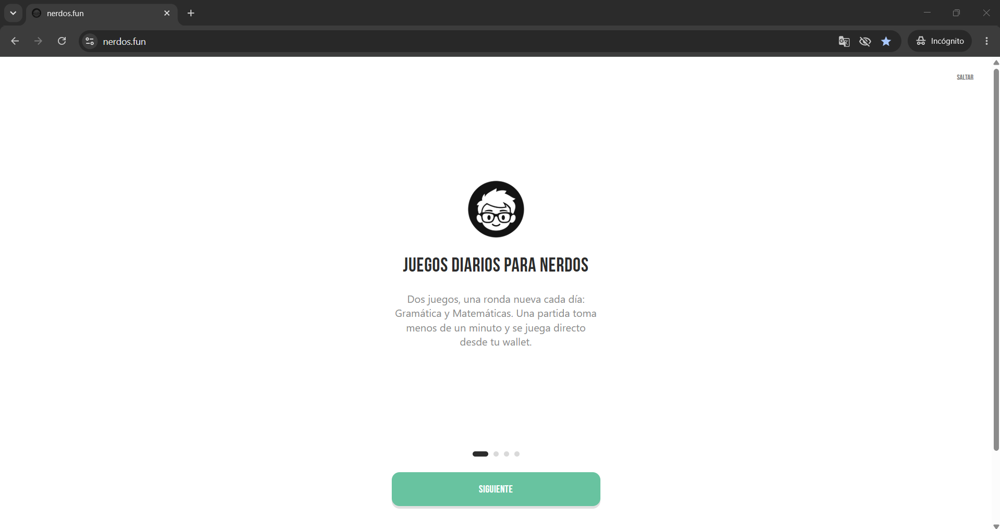 nerdos.fun
nerdos.fun
Incógnito
SALTAR
JUEGOS DIARIOS PARA NERDOS
Dos juegos, una ronda nueva cada día:
Gramática y Matemáticas. Una partida toma
menos de un minuto y se juega directo
desde tu wallet.
SIGUIENTE